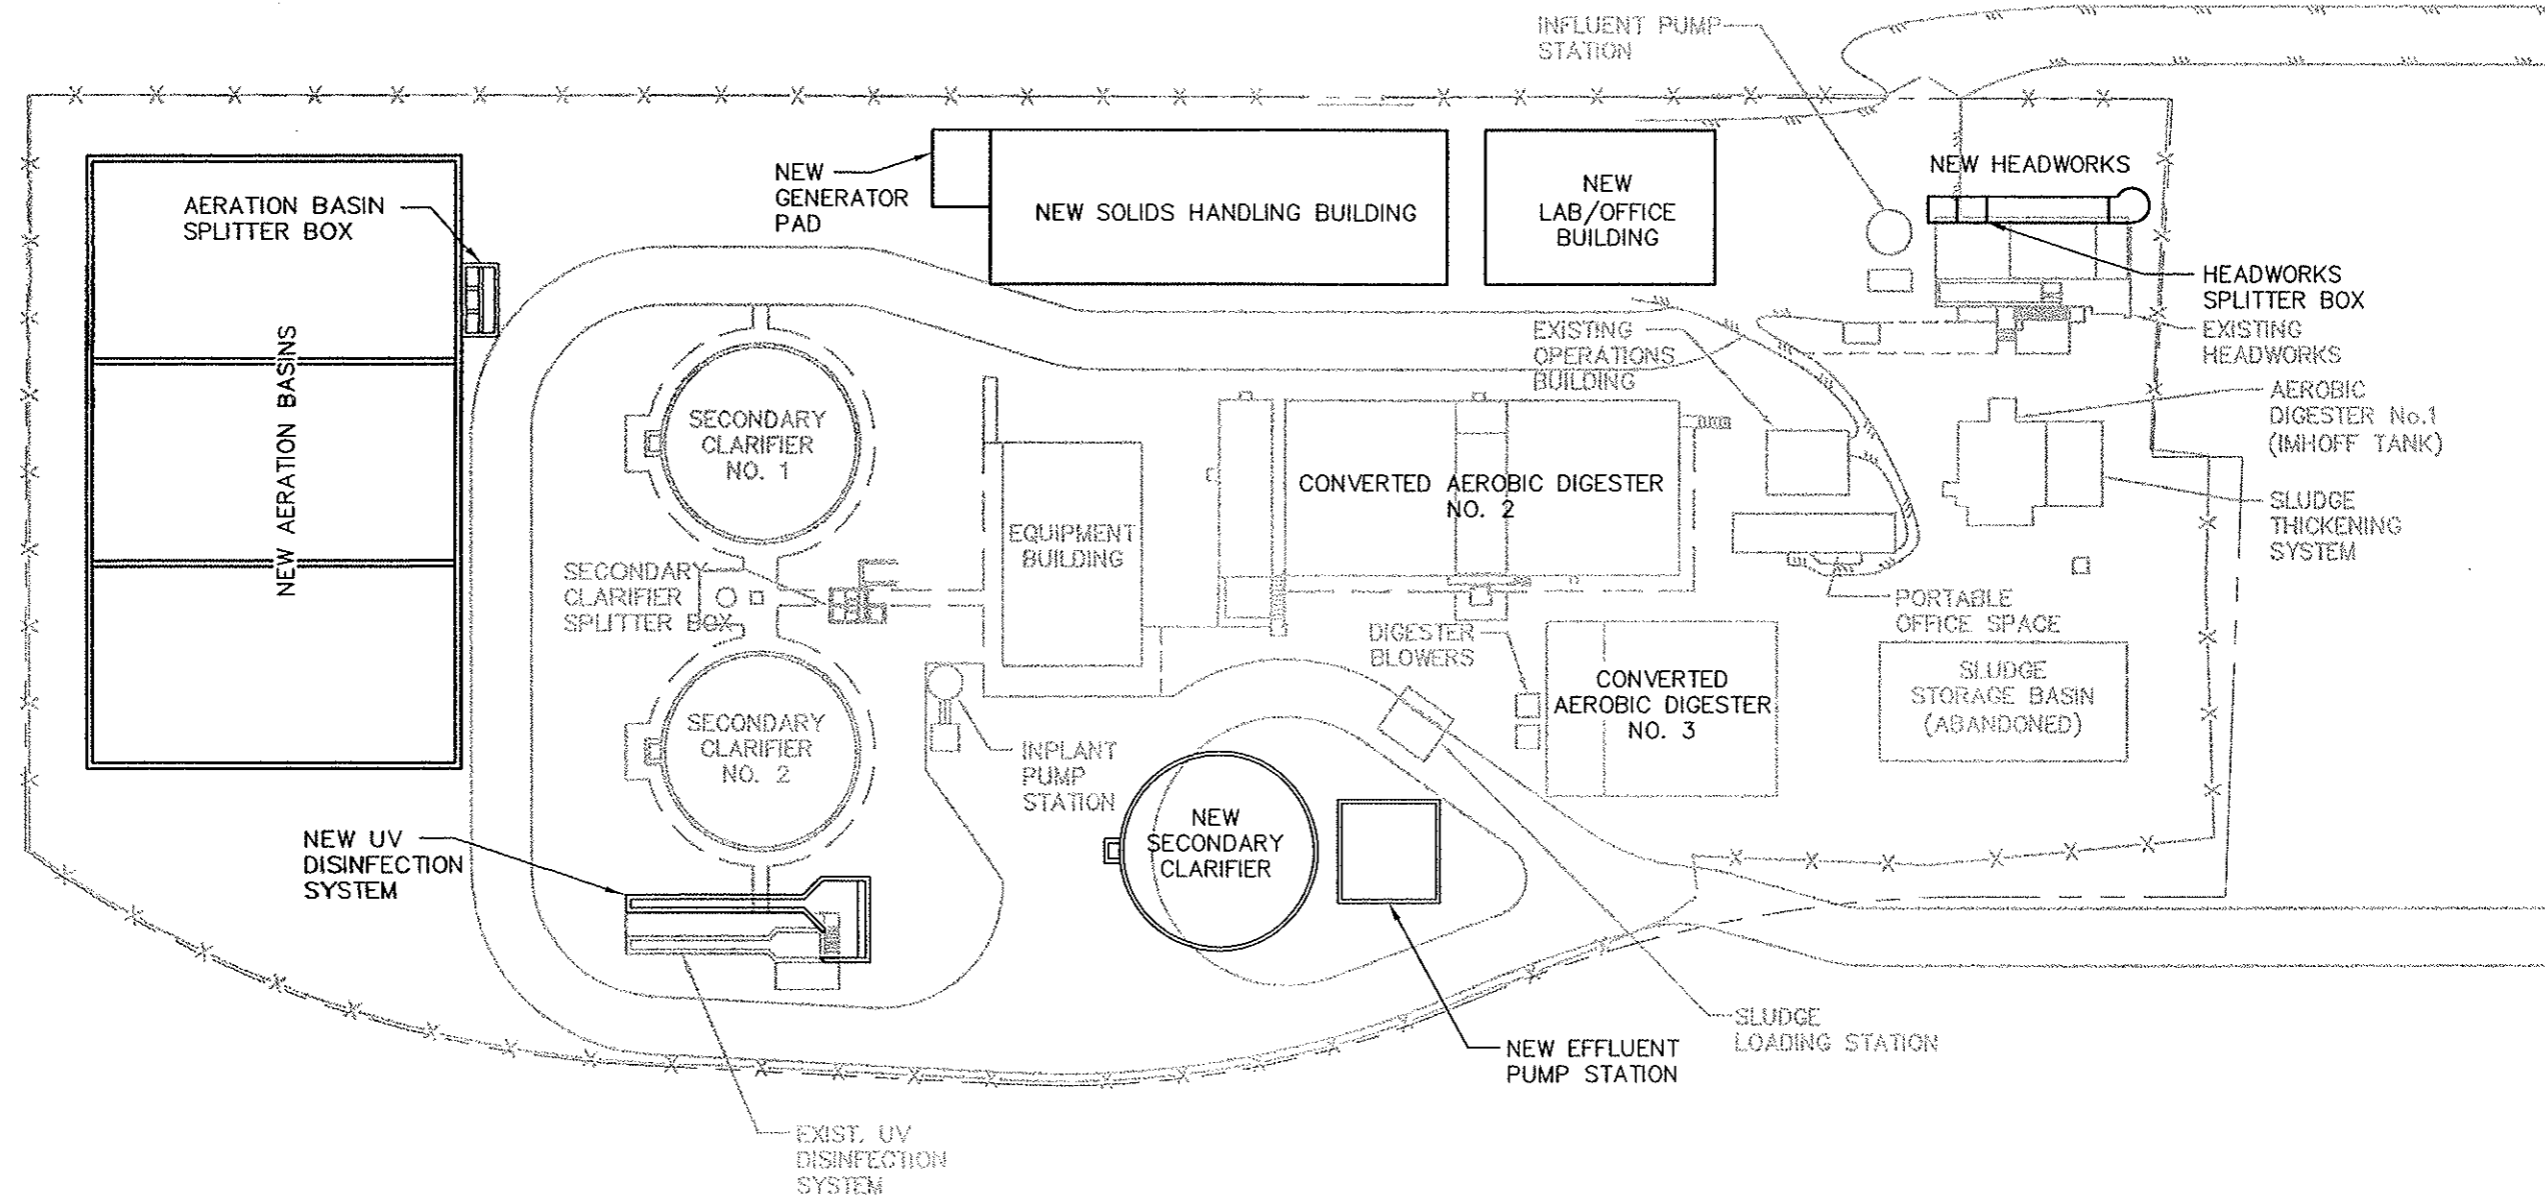 INFLUENT PUMP
STATION
NEW
GENERATOR
PAD
NEW SOLIDS HANDLING BUILDING
NEW
LAB/OFFICE
BUILDING
NEW HEADWORKS
AERATION BASIN
SPLITTER BOX
HEADWORKS
SPLITTER BOX
EXISTING
HEADWORKS
EXISTING
OPERATIONS
BUILDING
NEW AERATION BASINS
SECONDARY
CLARIFIER
NO. 1
AEROBIC
DIGESTER No.1
(IMHOFF TANK)
CONVERTED AEROBIC DIGESTER
NO. 2
EQUIPMENT
BUILDING
SLUDGE
THICKENING
SYSTEM
SECONDARY
CLARIFIER
SPLITTER BOX
PORTABLE
OFFICE SPACE
DIGESTER
BLOWERS
SECONDARY
CLARIFIER
NO. 2
CONVERTED
AEROBIC DIGESTER
NO. 3
SLUDGE
STORAGE BASIN
(ABANDONED)
INPLANT
PUMP
STATION
NEW UV
DISINFECTION
SYSTEM
NEW
SECONDARY
CLARIFIER
SLUDGE
LOADING STATION
NEW EFFLUENT
PUMP STATION
EXIST. UV
DISINFECTION
SYSTEM